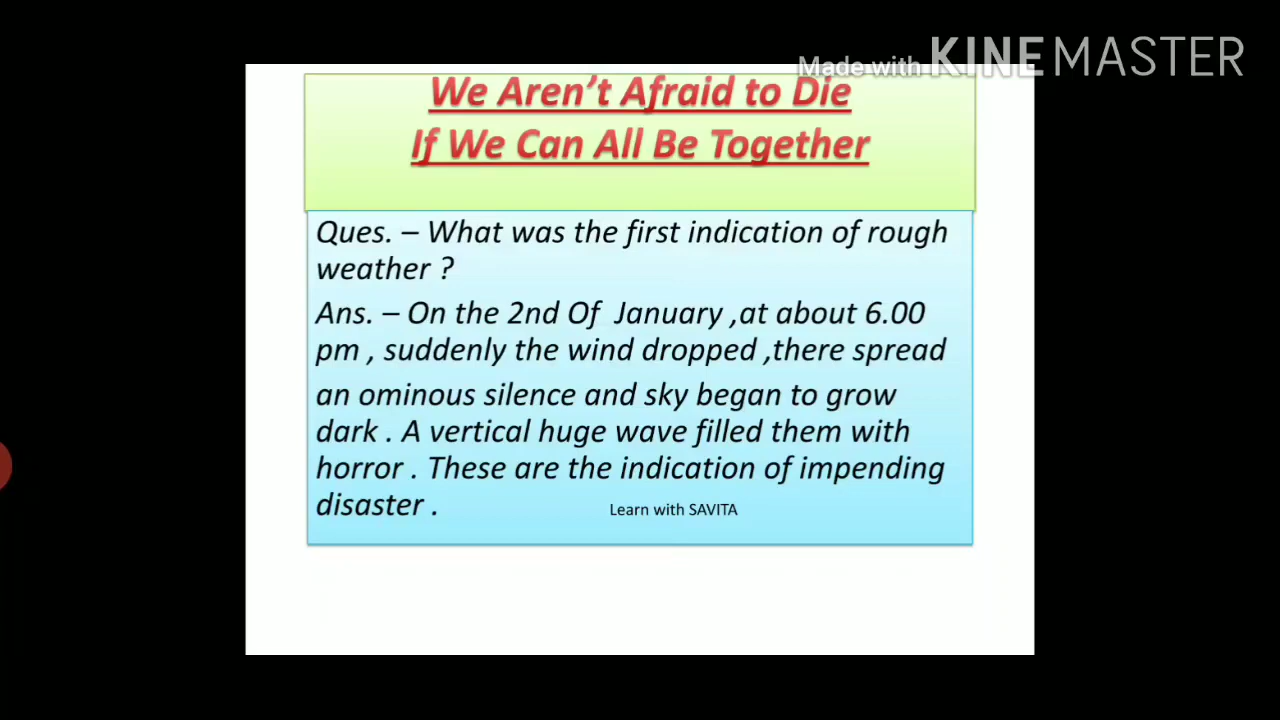 Made with KINEMASTER
We Aren't Afraid to Die
If We Can All Be Together
Ques. – What was the first indication of rough
weather ?
Ans. – On the 2nd Of January ,at about 6.00
pm , suddenly the wind dropped ,there spread
an ominous silence and sky began to grow
dark . A vertical huge wave filled them with
horror . These are the indication of impending
disaster .
Learn with SAVITA